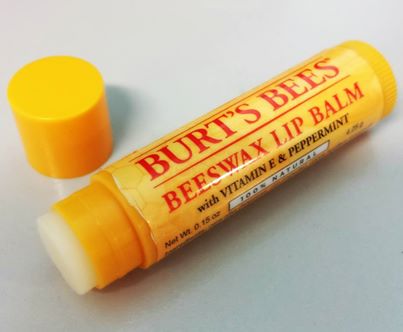 BURT'S BEES
BEESWAX LIP BALM
with VITAMIN E & PEPPERMINT
100% NATURAL
Net Wt. 0.15 oz
4.25 g